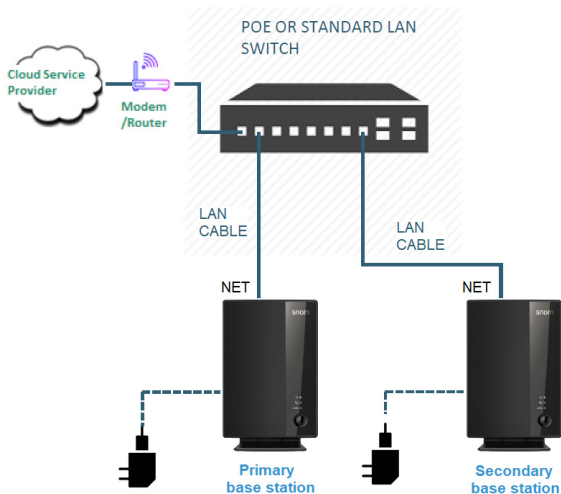 POE OR STANDARD LAN
SWITCH
Cloud Service
Provider
Modem
/Router
LAN
CABLE
LAN
CABLE
NET
NET
snom
snom
Primary
base station
Secondary
base station